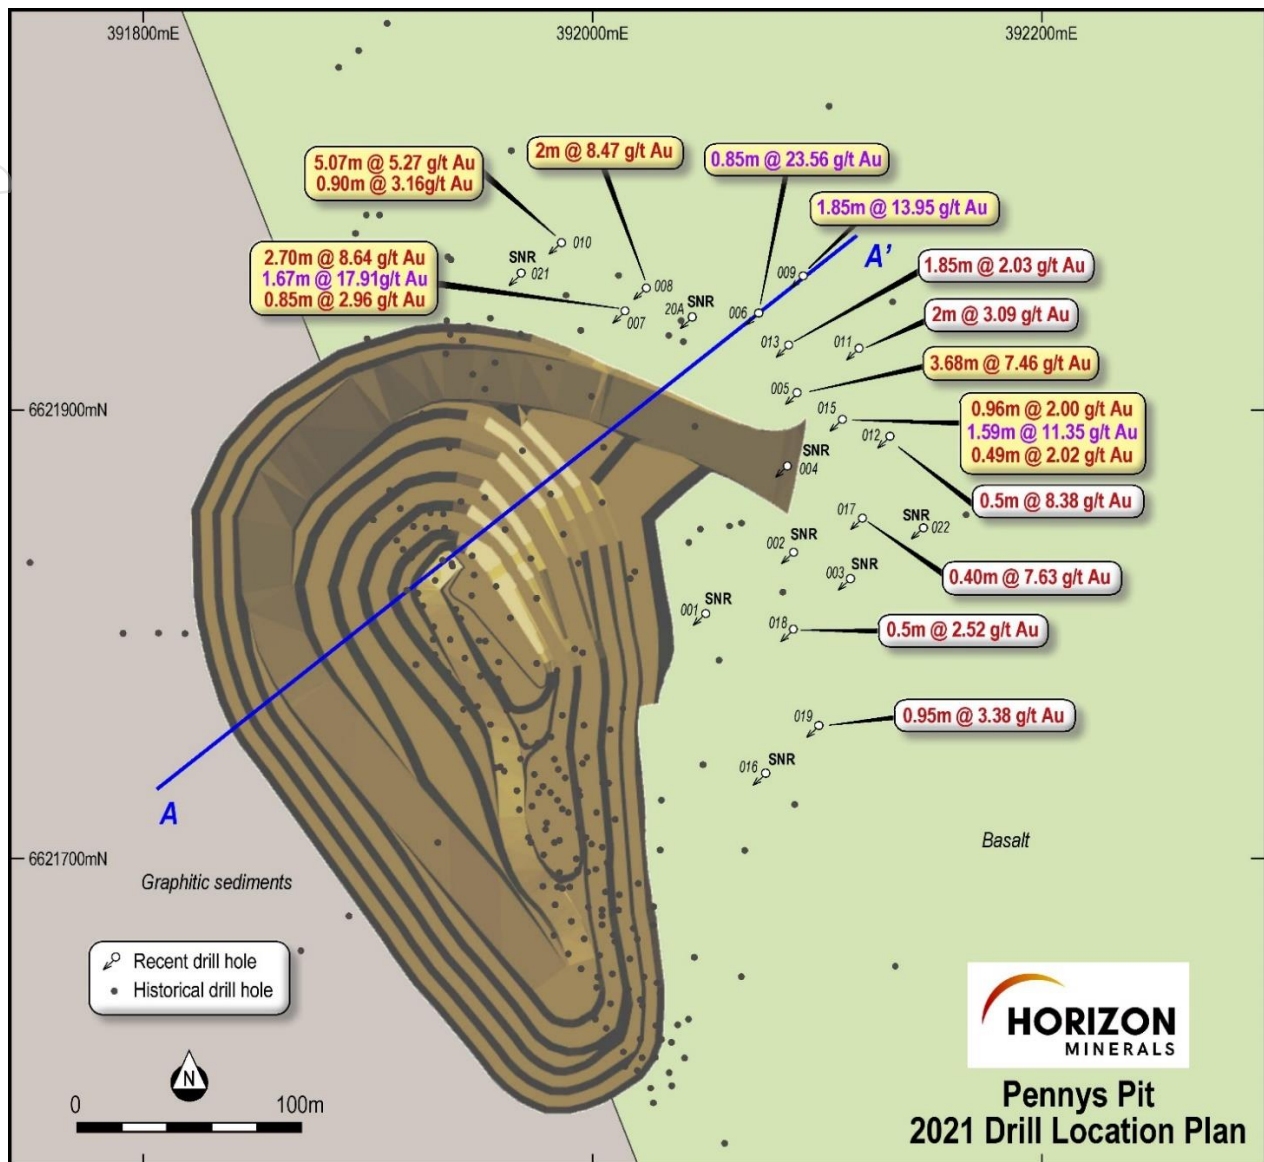 391800mE
392000mE
392200mE
5.07m @ 5.27 g/t Au
0.90m @ 3.16g/t Au
2m @ 8.47 g/t Au
0.85m @ 23.56 g/t Au
1.85m @ 13.95 g/t Au
A'
010
SNR
021
2.70m @ 8.64 g/t Au
1.67m @ 17.91g/t Au
0.85m @ 2.96 g/t Au
008
007
SNR
20A
009
006
1.85m @ 2.03 g/t Au
013
011
2m @ 3.09 g/t Au
3.68m @ 7.46 g/t Au
005
6621900mN
015
0.96m @ 2.00 g/t Au
1.59m @ 11.35 g/t Au
0.49m @ 2.02 g/t Au
012
SNR
004
0.5m @ 8.38 g/t Au
017
SNR
022
002
SNR
003
SNR
0.40m @ 7.63 g/t Au
001
SNR
018
0.5m @ 2.52 g/t Au
019
0.95m @ 3.38 g/t Au
016
SNR
A
6621700mN
Basalt
Graphitic sediments
Recent drill hole
Historical drill hole
N
0
100m
HORIZON
MINERALS
Pennys Pit
2021 Drill Location Plan